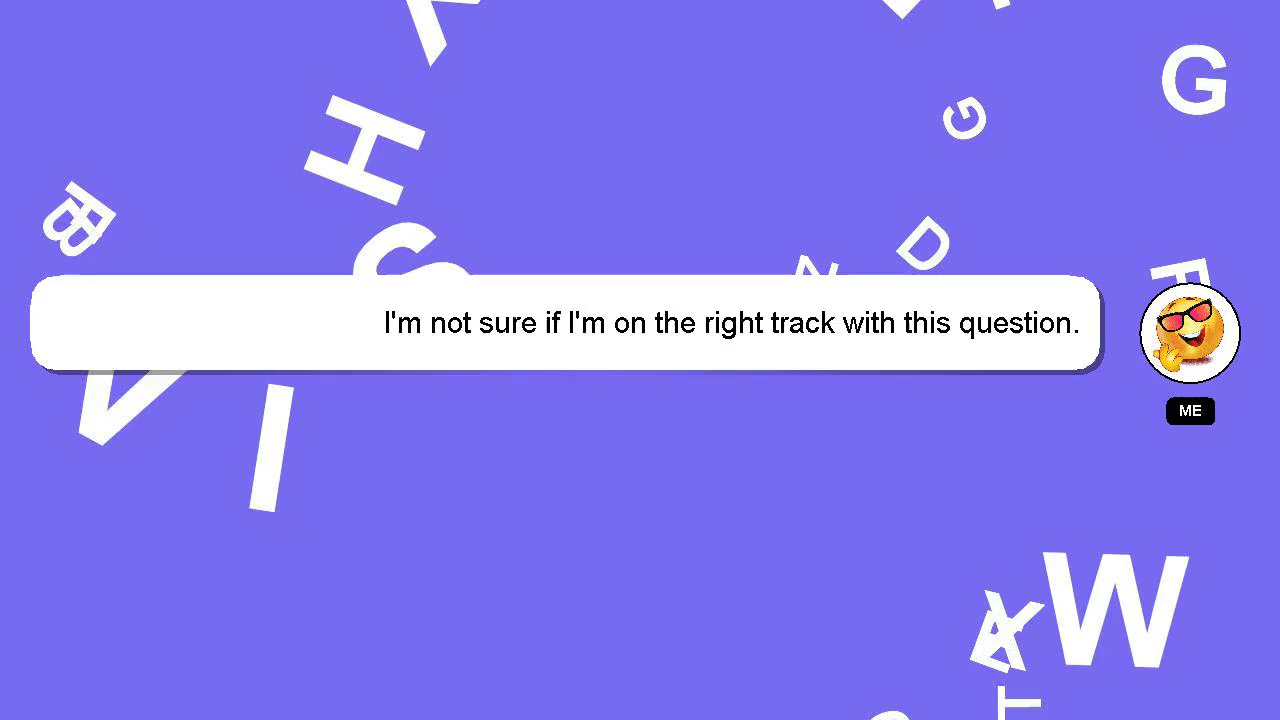 G
H
G
D
B
R
S
Z
F
I'm not sure if I'm on the right track with this question.
ME
V
I
W
T